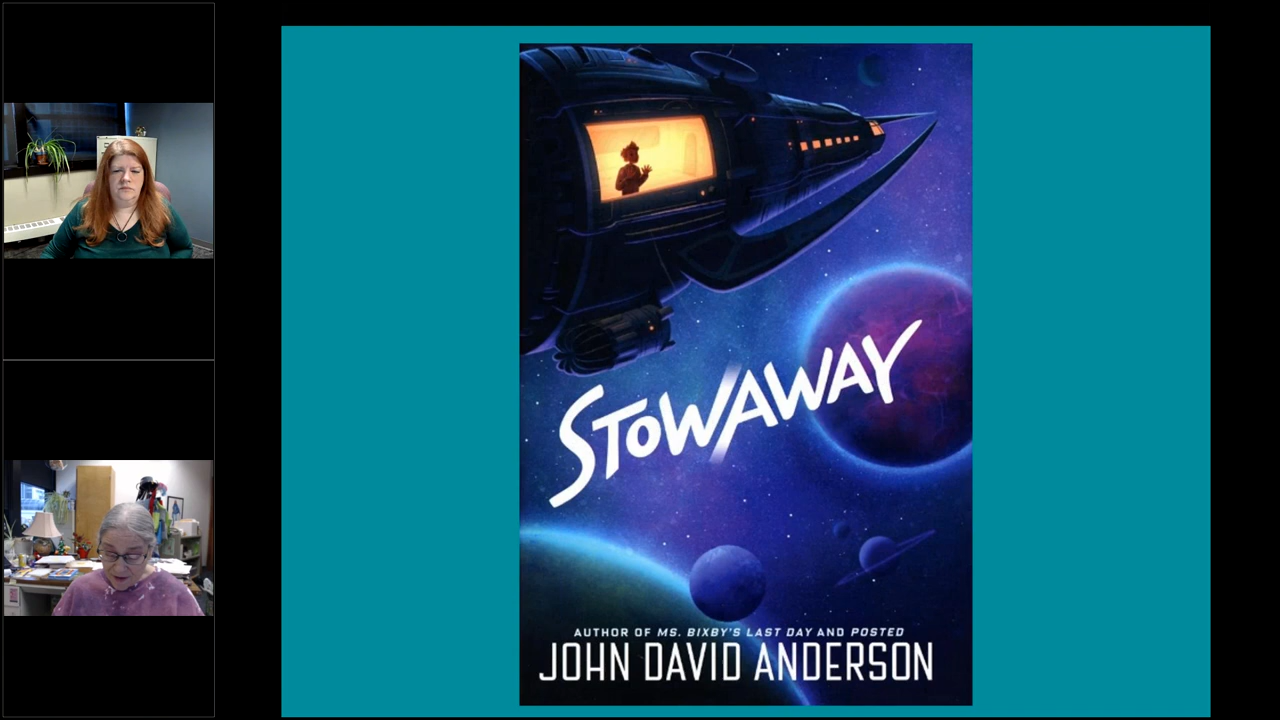 STOWAWAY
AUTHOR OF MS. BIXBY'S LAST DAY AND POSTED
JOHN DAVID ANDERSON